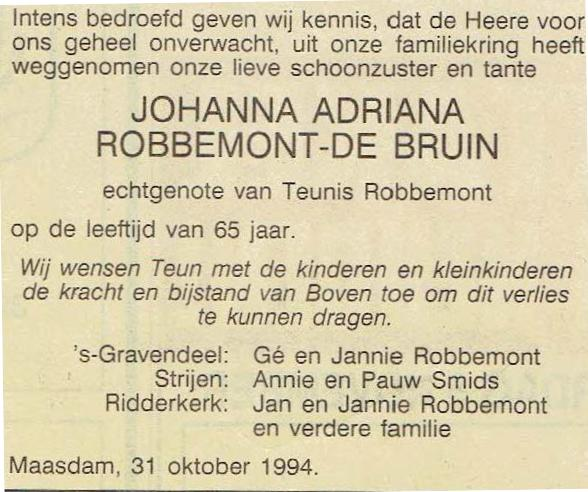 Intens bedroefd geven wij kennis, dat de Heere voor
ons geheel onverwacht, uit onze familiekring heeft
weggenomen onze lieve schoonzuster en tante
JOHANNA ADRIANA
ROBBEMONT-DE BRUIN
echtgenote van Teunis Robbemont
op de leeftijd van 65 jaar.
Wij wensen Teun met de kinderen en kleinkinderen
de kracht en bijstand van Boven toe om dit verlies
te kunnen dragen.
's-Gravendeel: Gé en Jannie Robbemont
Strijen: Annie en Pauw Smids
Ridderkerk: Jan en Jannie Robbemont
en verdere familie
Maasdam, 31 oktober 1994.